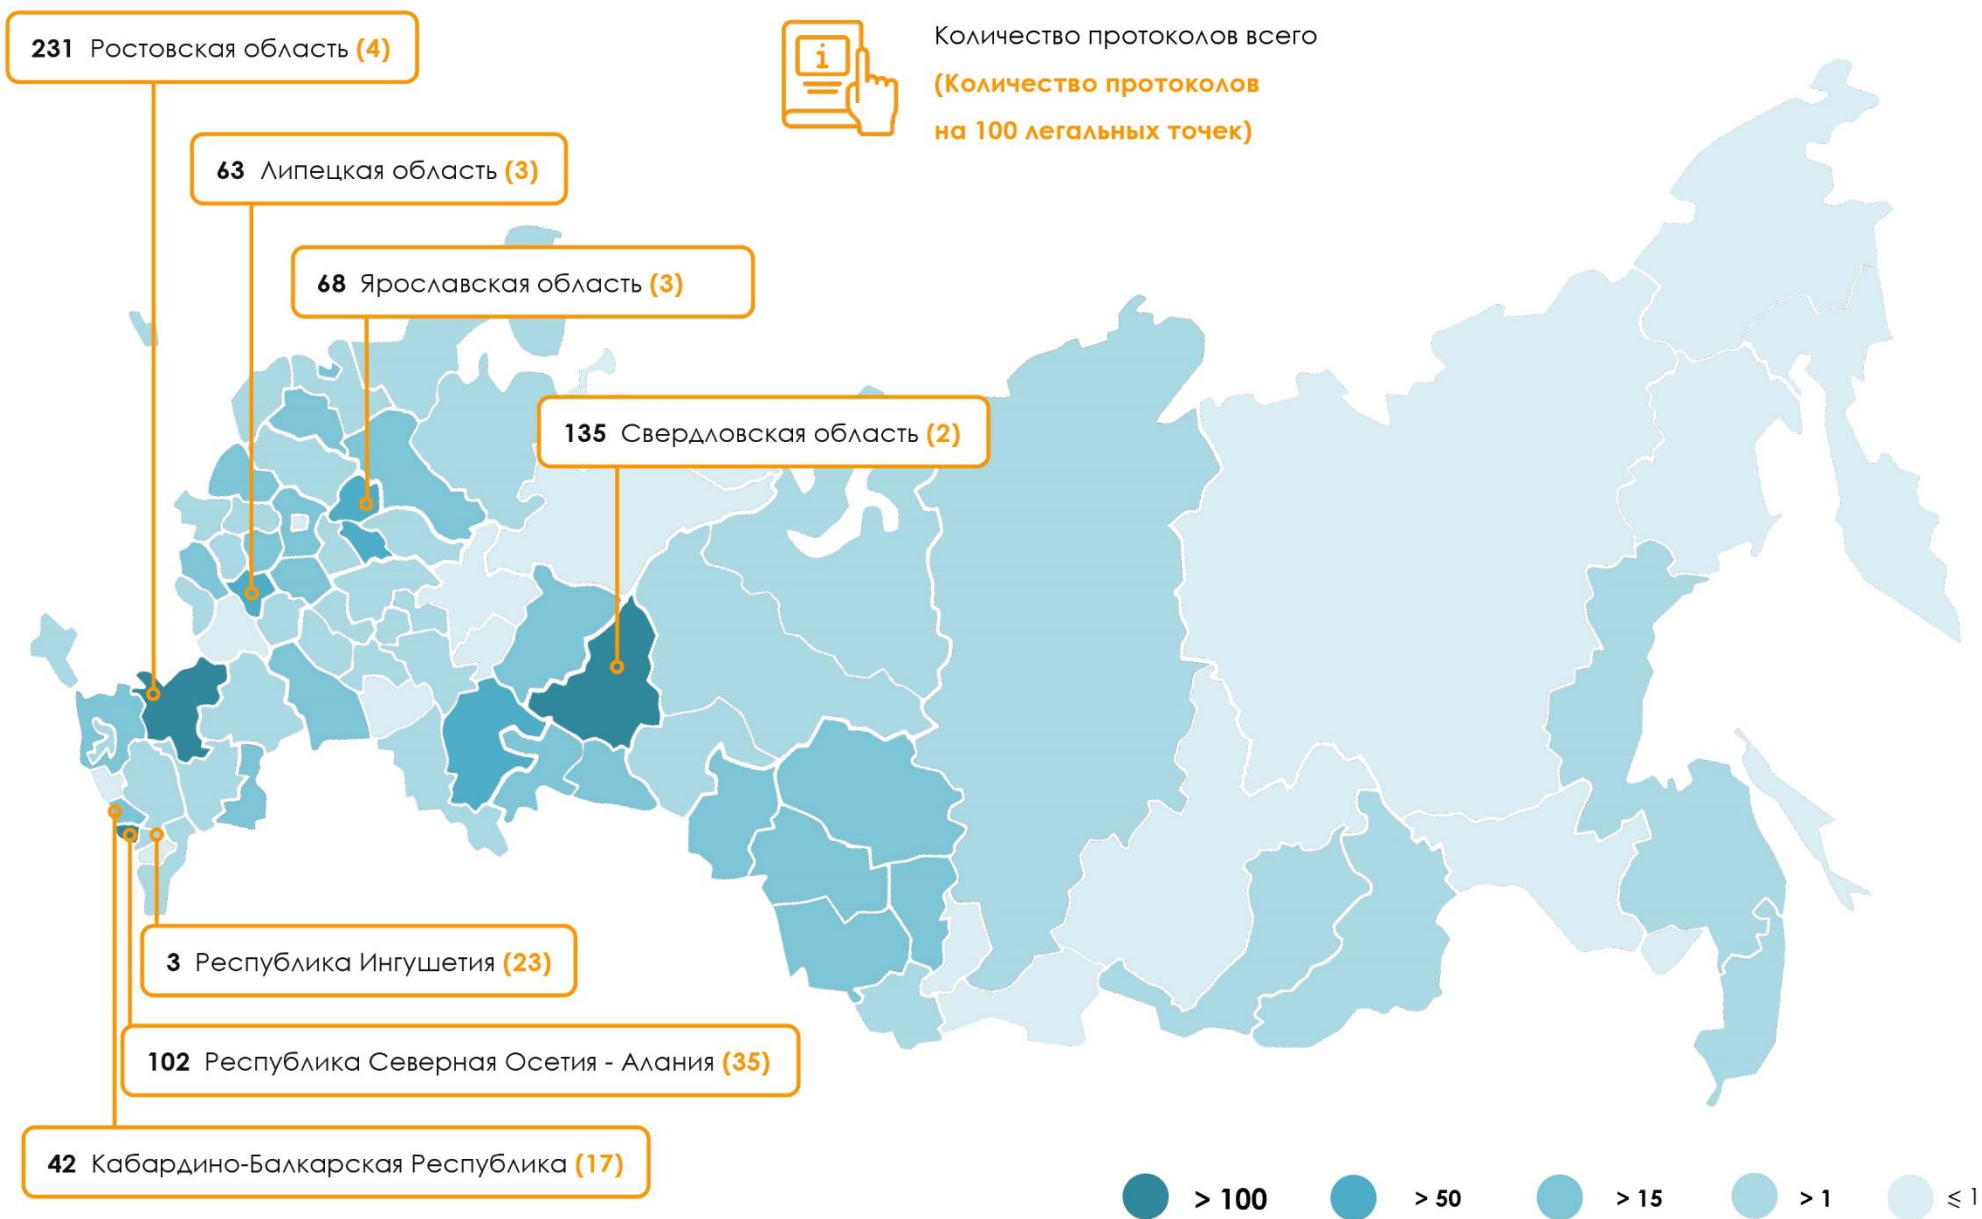 231 Ростовская область (4)
Количество протоколов всего
(Количество протоколов
на 100 легальных точек)
i
63 Липецкая область (3)
68 Ярославская область (3)
135 Свердловская область (2)
3 Республика Ингушетия (23)
102 Республика Северная Осетия - Алания (35)
42 Кабардино-Балкарская Республика (17)
> 100 > 50 > 15 > 1 ≤ 1